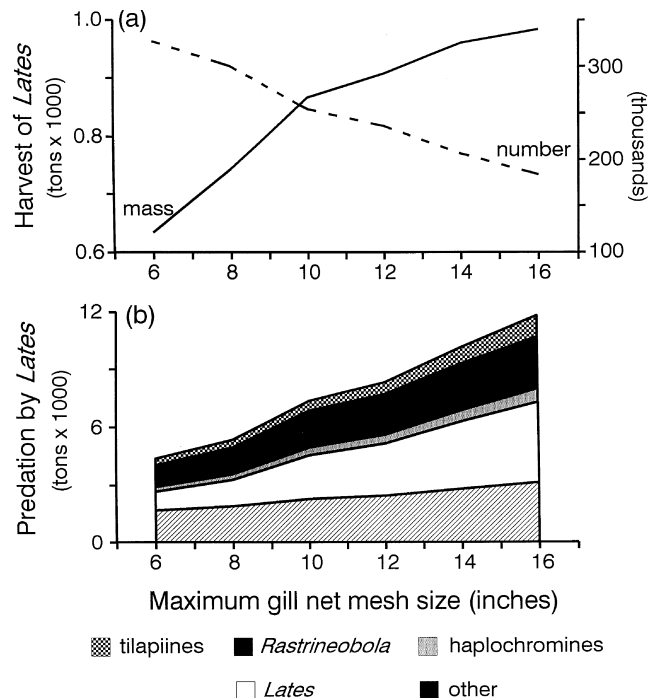 (a)
Harvest of Lates
(tons x 1000)
1.0
0.8
0.6
mass
number
300
200
100
(thousands)
6 8 10 12 14 16
(b)
Predation by Lates
(tons x 1000)
12
6
0
6 8 10 12 14 16
Maximum gill net mesh size (inches)
tilapiines Rastrineobola haplochromines
Lates other